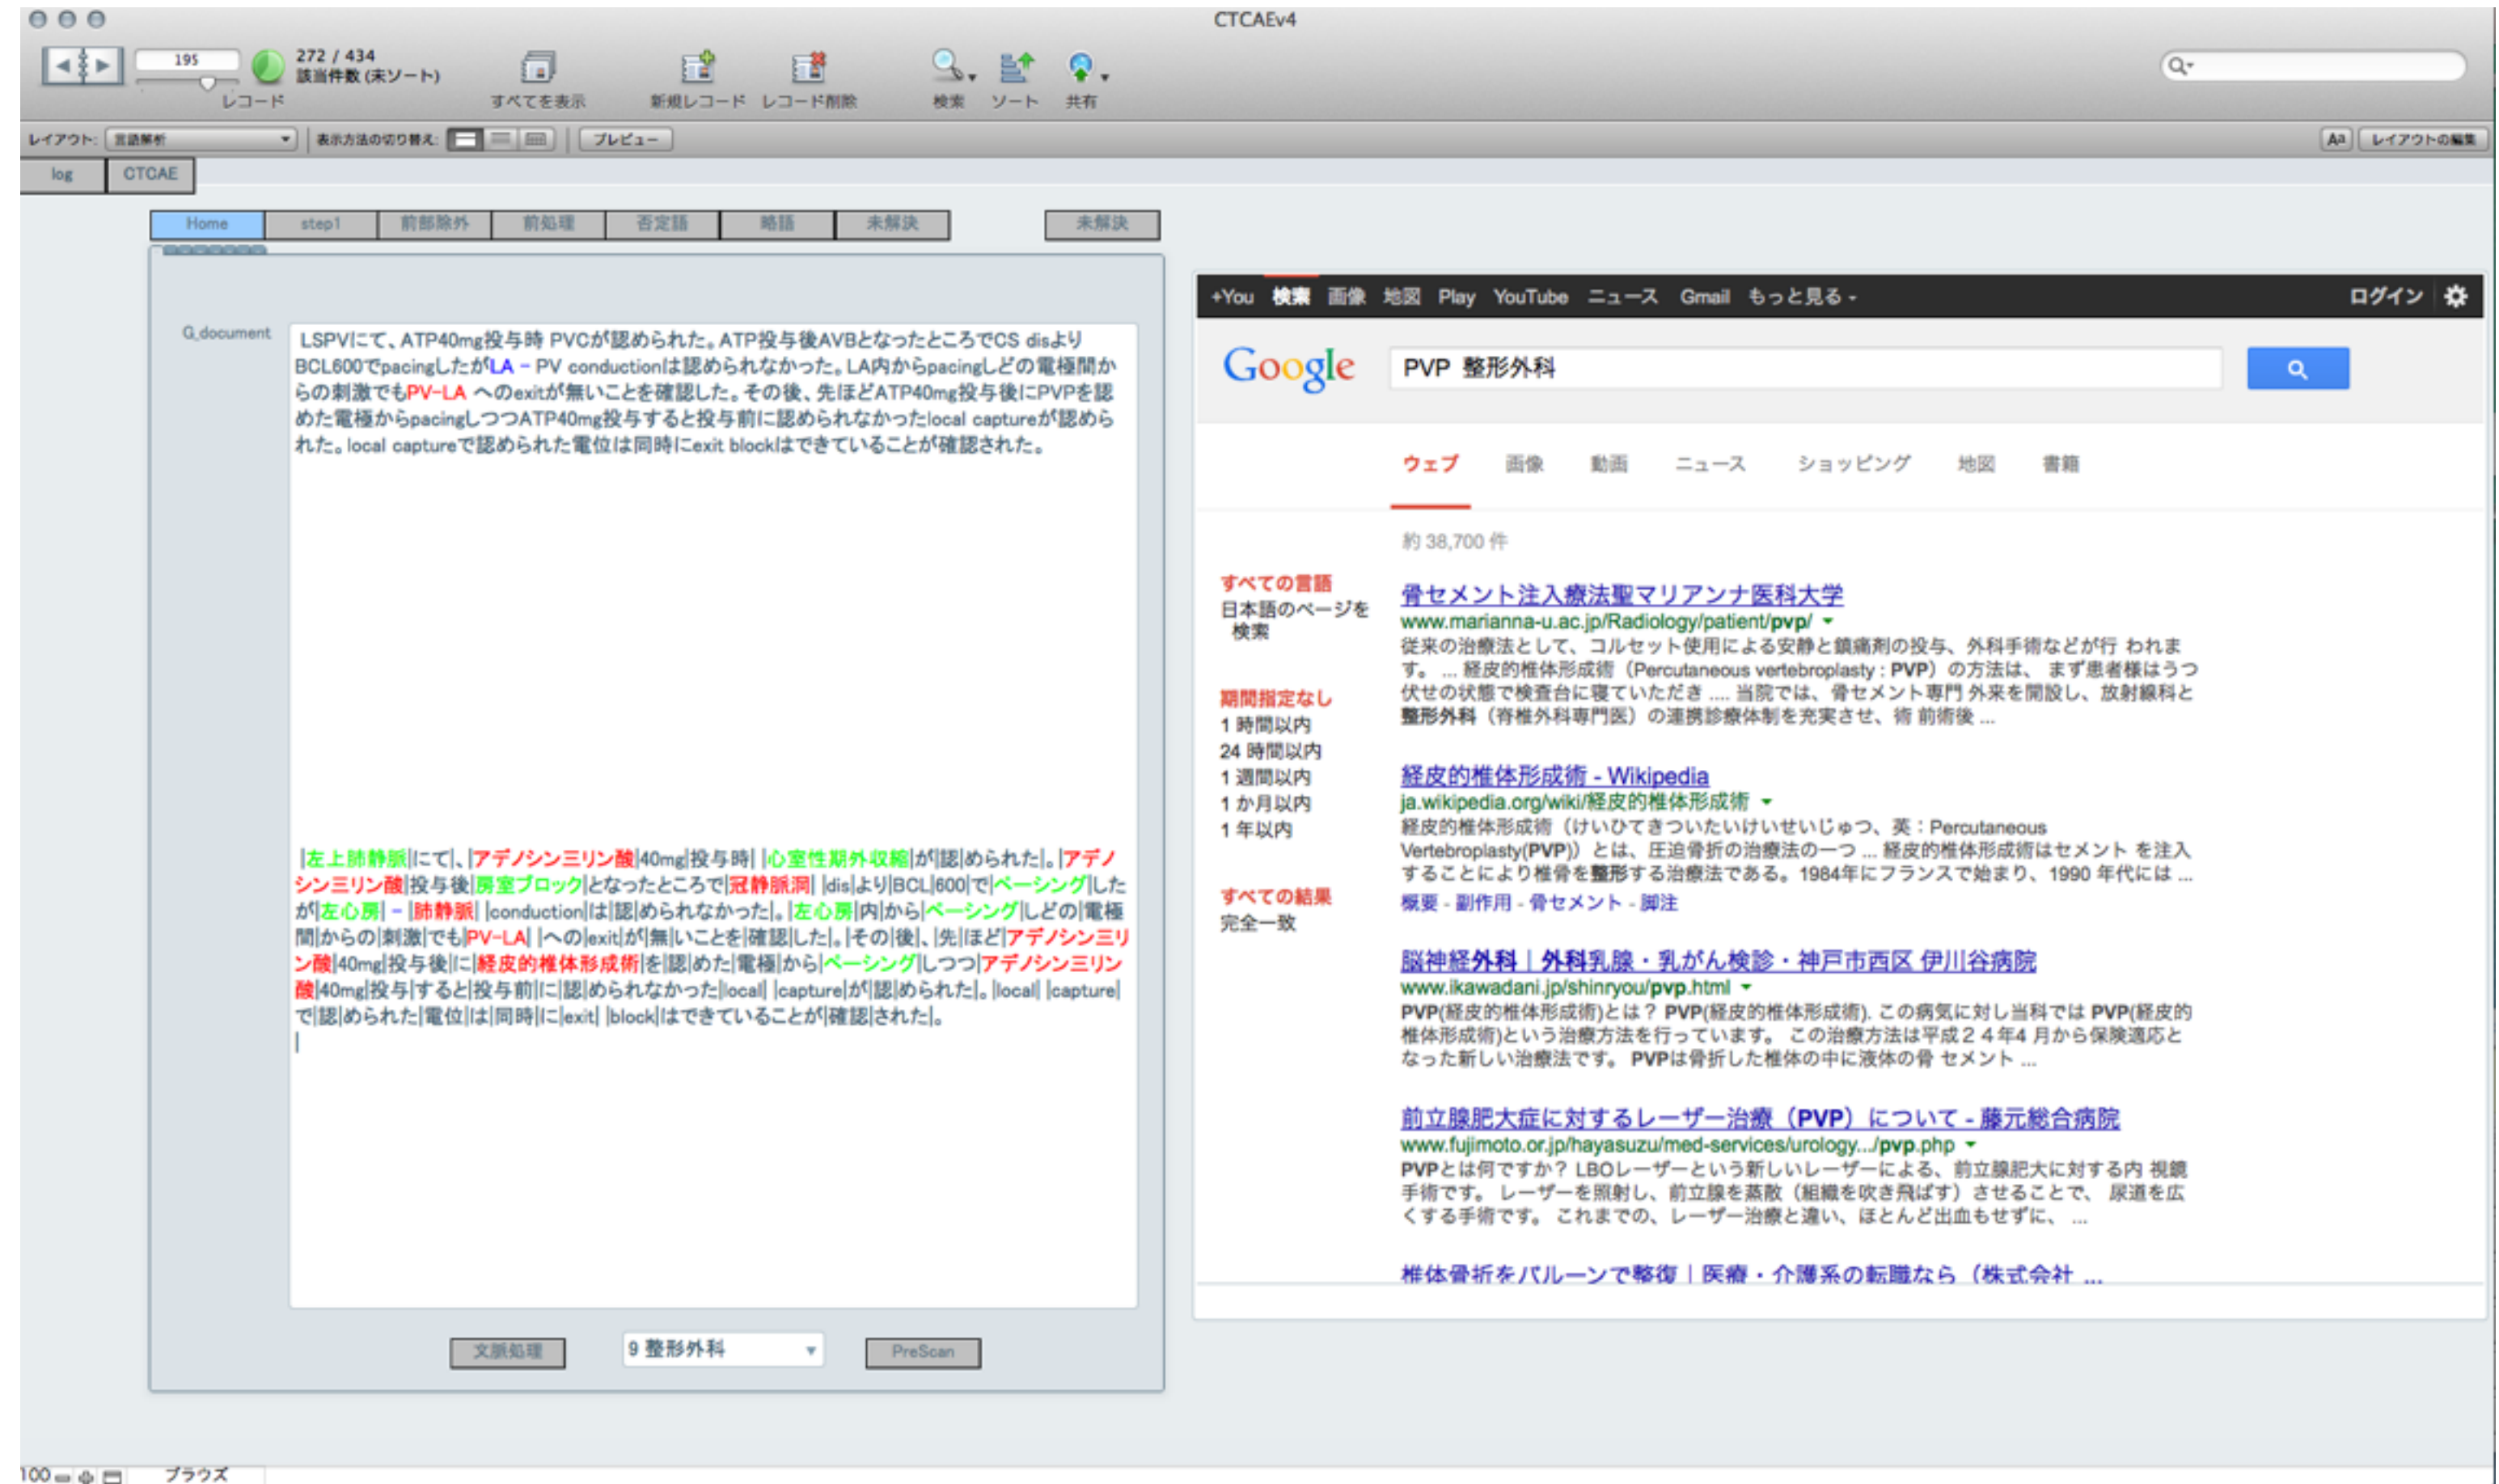 CTCAEv4
195
272 / 434
該当件数 (未ソート)
レコード
すべてを表示
新規レコード
レコード削除
検索
ソート
共有
レイアウト: 言語解析
表示方法の切り替え:
プレビュー
Aa
レイアウトの編集
log
CTCAE
Home
step1
前部除外
前処理
否定語
略語
未解決
未解決
G_document
LSPVにて、ATP40mg投与時 PVCが認められた。ATP投与後AVBとなったところでCS disより
BCL600でpacingしたがLA - PV conductionは認められなかった。LA内からpacingしどの電極間か
らの刺激でもPV-LA へのexitが無いことを確認した。その後、先ほどATP40mg投与後にPVPを認
めた電極からpacingしつつATP40mg投与すると投与前に認められなかったlocal captureが認めら
れた。local captureで認められた電位は同時にexit blockはできていることが確認された。
|左上肺静脈|にて|、|アデノシン三リン酸|40mg|投与時| |心室性期外収縮|が|認|められた|。|アデノ
シン三リン酸|投与後|房室ブロック|となったところで|冠静脈洞| |dis|より|BCL|600|で|ペーシング|した
が|左心房| - |肺静脈| |conduction|は|認|められなかった|。|左心房|内|から|ペーシング|しどの|電極
間|からの|刺激|でも|PV-LA| |への|exit|が|無|いことを|確認|した|。|その|後|、|先|ほど|アデノシン三リ
ン酸|40mg|投与後|に|経皮的椎体形成術|を|認|めた|電極|から|ペーシング|しつつ|アデノシン三リン
酸|40mg|投与|すると|投与前|に|認|められなかった|local| |capture|が|認|められた|。|local| |capture|
で|認|められた|電位|は|同時|に|exit| |block|はできていることが|確認|された|。
|
文脈処理
9 整形外科
PreScan
+You 検索 画像 地図 Play YouTube ニュース Gmail もっと見る
ログイン
Google
PVP 整形外科
ウェブ 画像 動画 ニュース ショッピング 地図 書籍
約 38,700 件
すべての言語
日本語のページを
検索
期間指定なし
1 時間以内
24 時間以内
1 週間以内
1 か月以内
1 年以内
すべての結果
完全一致
骨セメント注入療法聖マリアンナ医科大学
www.marianna-u.ac.jp/Radiology/patient/pvp/
従来の治療法として、コルセット使用による安静と鎮痛剤の投与、外科手術などが行 われま
す。 ... 経皮的椎体形成術（Percutaneous vertebroplasty : PVP）の方法は、 まず患者様はうつ
伏せの状態で検査台に寝ていただき .... 当院では、骨セメント専門 外来を開設し、放射線科と
整形外科（脊椎外科専門医）の連携診療体制を充実させ、術 前術後 ...
経皮的椎体形成術 - Wikipedia
ja.wikipedia.org/wiki/経皮的椎体形成術
経皮的椎体形成術（けいひてきついたいけいせいじゅつ、英：Percutaneous
Vertebroplasty(PVP)）とは、圧迫骨折の治療法の一つ ... 経皮的椎体形成術はセメント を注入
することにより椎骨を整形する治療法である。1984年にフランスで始まり、1990 年代には ...
概要 - 副作用 - 骨セメント - 脚注
脳神経外科｜外科乳腺・乳がん検診・神戸市西区 伊川谷病院
www.ikawadani.jp/shinryou/pvp.html
PVP(経皮的椎体形成術)とは？ PVP(経皮的椎体形成術). この病気に対し当科では PVP(経皮的
椎体形成術)という治療方法を行っています。 この治療方法は平成２４年4 月から保険適応と
なった新しい治療法です。 PVPは骨折した椎体の中に液体の骨 セメント ...
前立腺肥大症に対するレーザー治療（PVP）について - 藤元総合病院
www.fujimoto.or.jp/hayasuzu/med-services/urology.../pvp.php
PVPとは何ですか？ LBOレーザーという新しいレーザーによる、前立腺肥大に対する内 視鏡
手術です。 レーザーを照射し、前立腺を蒸散（組織を吹き飛ばす）させることで、 尿道を広
くする手術です。 これまでの、レーザー治療と違い、ほとんど出血もせずに、 ...
椎体骨折をバルーンで整復｜医療・介護系の転職なら（株式会社 ...
100
ブラウズ